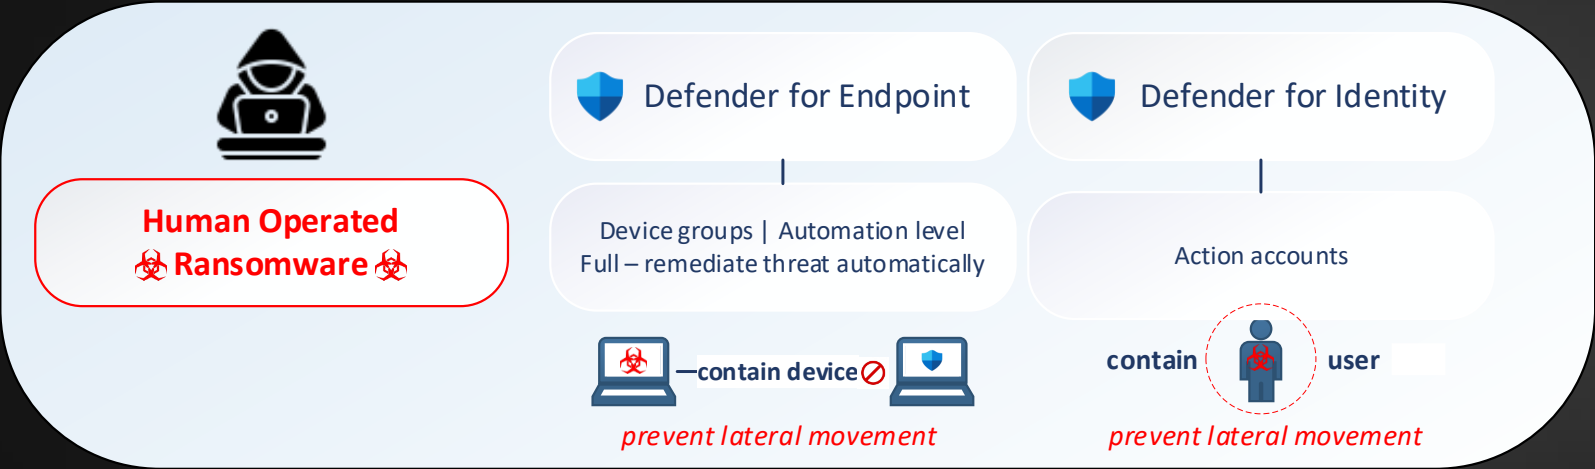 Human Operated
Ransomware
Defender for Endpoint
Device groups | Automation level
Full – remediate threat automatically
contain device
prevent lateral movement
Defender for Identity
Action accounts
contain user
prevent lateral movement